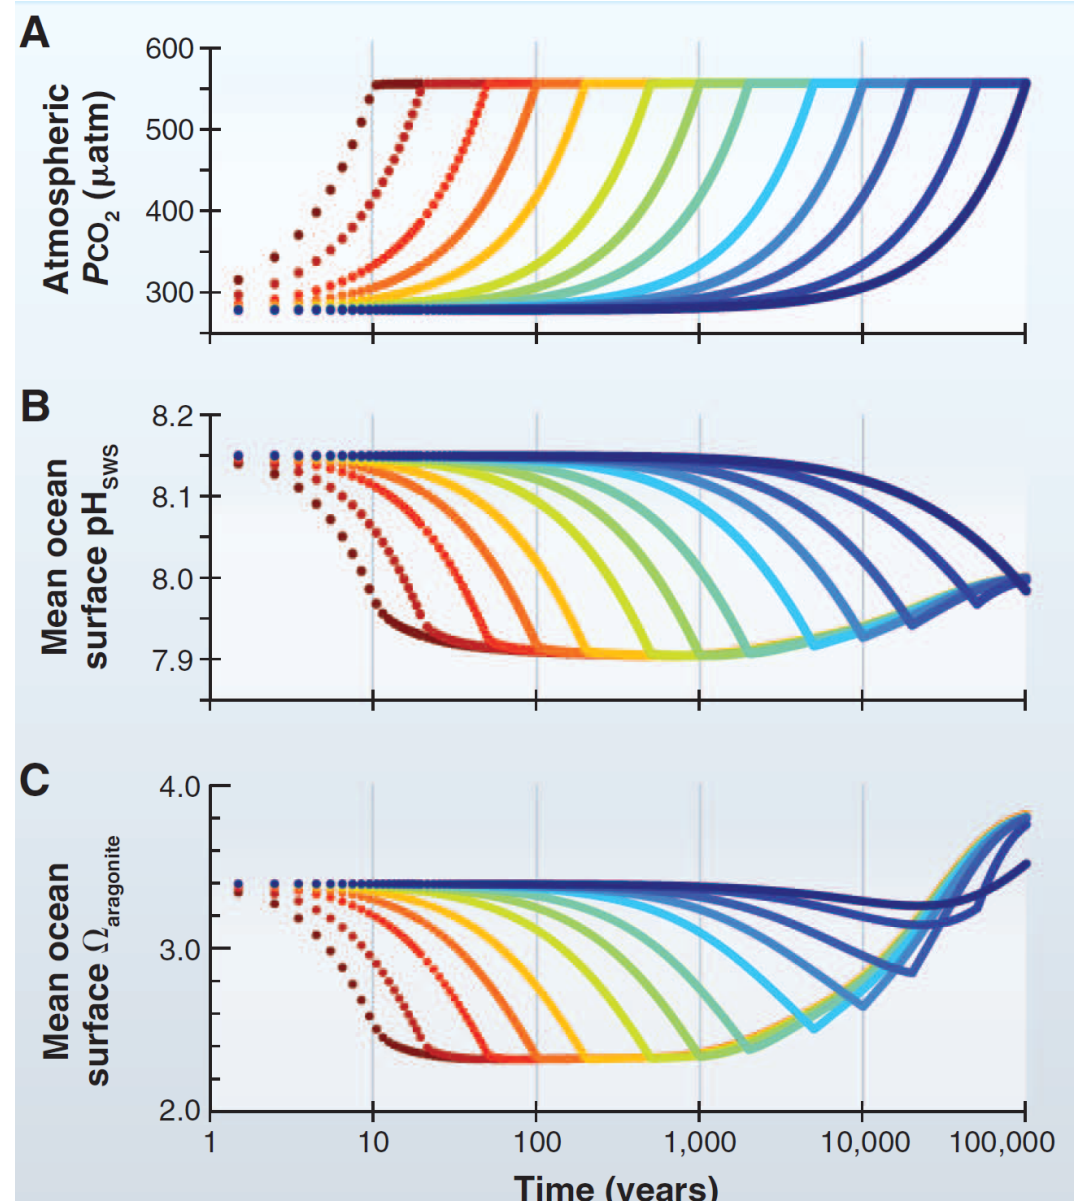 A
600
500
400
300
Atmospheric
PCO₂ (μatm)
B
8.2
8.1
8.0
7.9
Mean ocean
surface pH_SWS
C
4.0
3.0
2.0
Mean ocean
surface Ω_aragonite
1 10 100 1,000 10,000 100,000
Time (years)